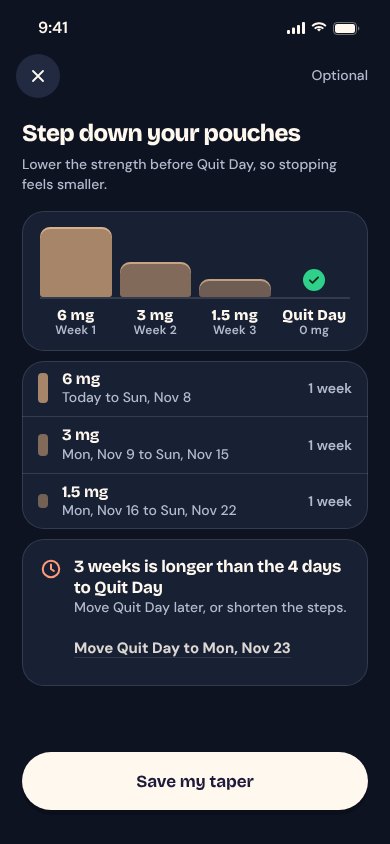 9:41
Optional
Step down your pouches
Lower the strength before Quit Day, so stopping
feels smaller.
6 mg
Week 1
3 mg
Week 2
1.5 mg
Week 3
Quit Day
0 mg
6 mg
Today to Sun, Nov 8
1 week
3 mg
Mon, Nov 9 to Sun, Nov 15
1 week
1.5 mg
Mon, Nov 16 to Sun, Nov 22
1 week
3 weeks is longer than the 4 days
to Quit Day
Move Quit Day later, or shorten the steps.
Move Quit Day to Mon, Nov 23
Save my taper